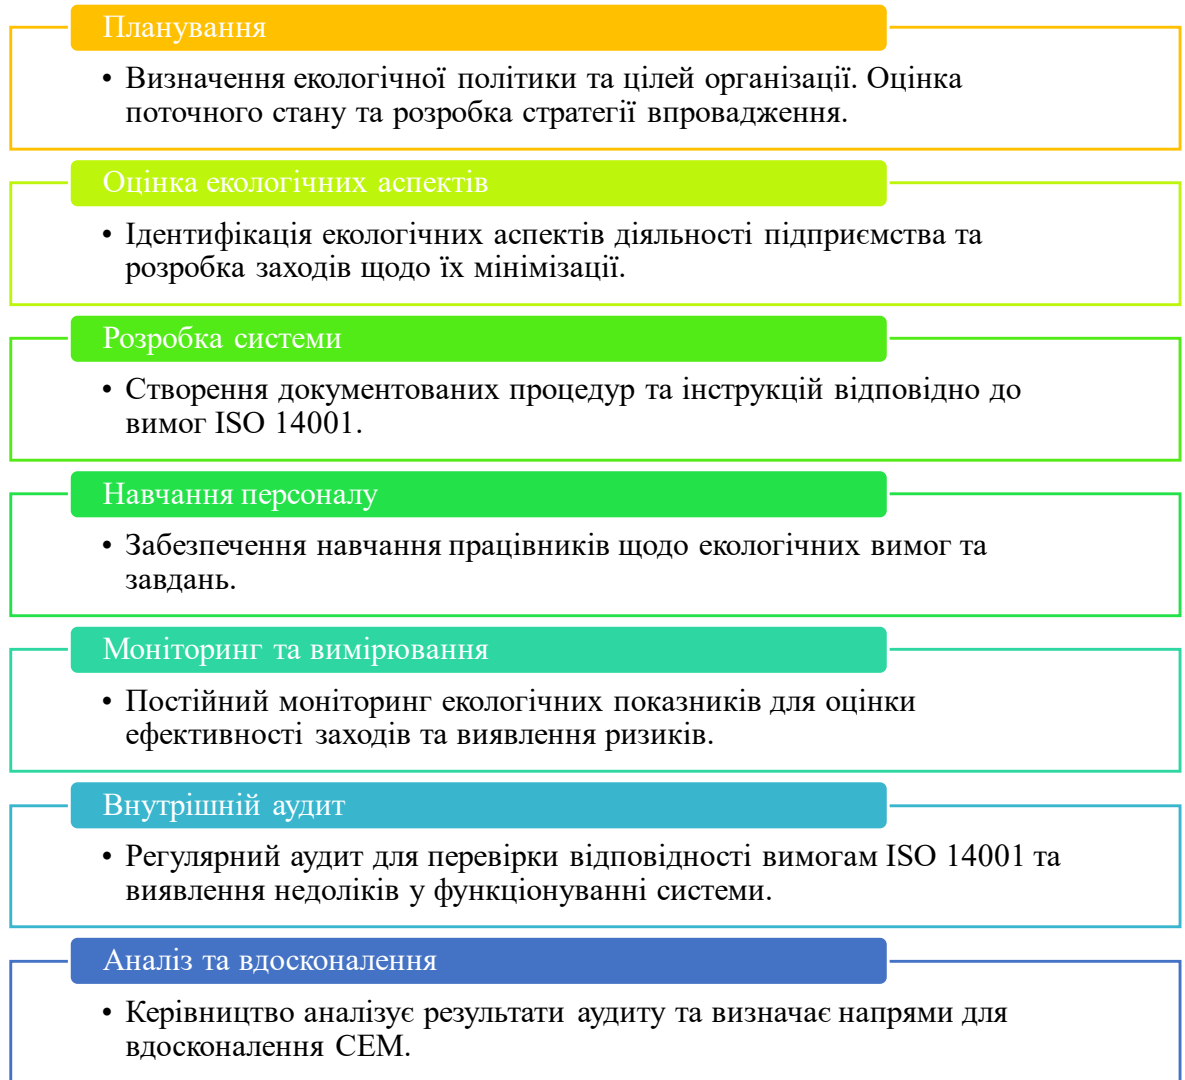 Планування
• Визначення екологічної політики та цілей організації. Оцінка
поточного стану та розробка стратегії впровадження.
Оцінка екологічних аспектів
• Ідентифікація екологічних аспектів діяльності підприємства та
розробка заходів щодо їх мінімізації.
Розробка системи
• Створення документованих процедур та інструкцій відповідно до
вимог ISO 14001.
Навчання персоналу
• Забезпечення навчання працівників щодо екологічних вимог та
завдань.
Моніторинг та вимірювання
• Постійний моніторинг екологічних показників для оцінки
ефективності заходів та виявлення ризиків.
Внутрішній аудит
• Регулярний аудит для перевірки відповідності вимогам ISO 14001 та
виявлення недоліків у функціонуванні системи.
Аналіз та вдосконалення
• Керівництво аналізує результати аудиту та визначає напрями для
вдосконалення СЕМ.